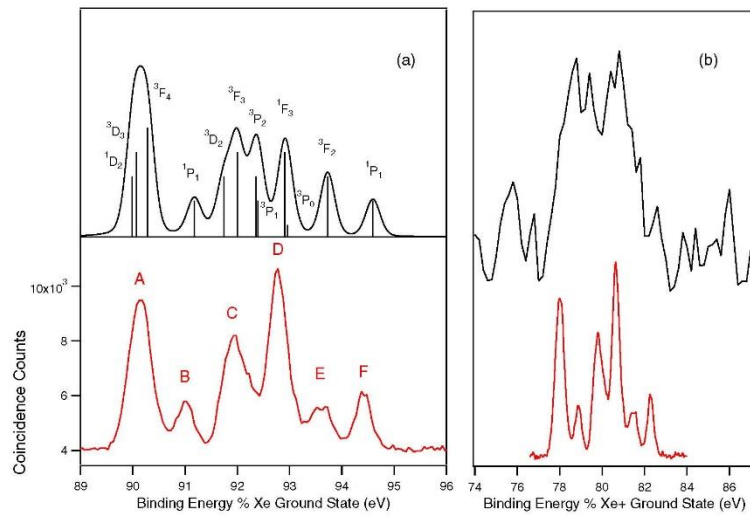 (a)
(b)
³F₄
³D₃
¹D₂
¹P₁
³D₂
³F₃
³P₂
³P₁
¹F₃
³P₀
³F₂
¹P₁
A
B
C
D
E
F
Coincidence Counts
10x10³
8
6
4
89 90 91 92 93 94 95 96
Binding Energy % Xe Ground State (eV)
74 76 78 80 82 84 86
Binding Energy % Xe+ Ground State (eV)